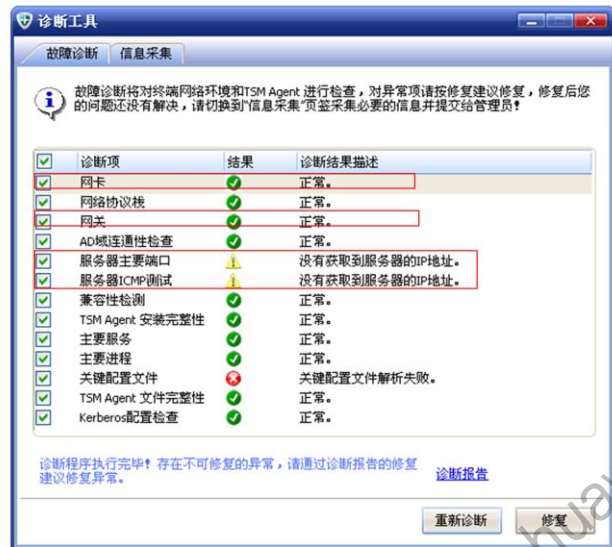 诊断工具
故障诊断 信息采集
故障诊断将对终端网络环境和TSM Agent 进行检查，对异常项请按修复建议修复，修复后您
的问题还没有解决，请切换到“信息采集”页签采集必要的信息并提交给管理员！
诊断项 结果 诊断结果描述
网卡 正常。
网络协议栈 正常。
网关 正常。
AD域连通性检查 正常。
服务器主要端口 没有获取到服务器的IP地址。
服务器ICMP测试 没有获取到服务器的IP地址。
兼容性检测 正常。
TSM Agent 安装完整性 正常。
主要服务 正常。
主要进程 正常。
关键配置文件 关键配置文件解析失败。
TSM Agent 文件完整性 正常。
Kerberos配置检查 正常。
诊断程序执行完毕！存在不可修复的异常，请通过诊断报告的修复
建议修复异常。 诊断报告
重新诊断 修复